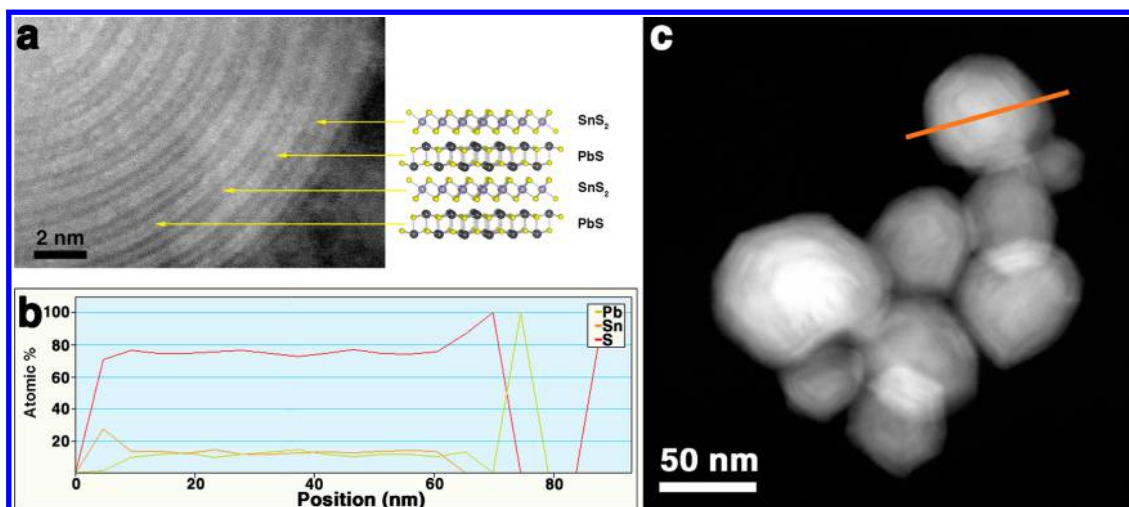 a
SnS₂
PbS
SnS₂
PbS
2 nm
b
100
80
60
40
20
Atomic %
Pb
Sn
S
0
20
40
60
80
Position (nm)
c
50 nm